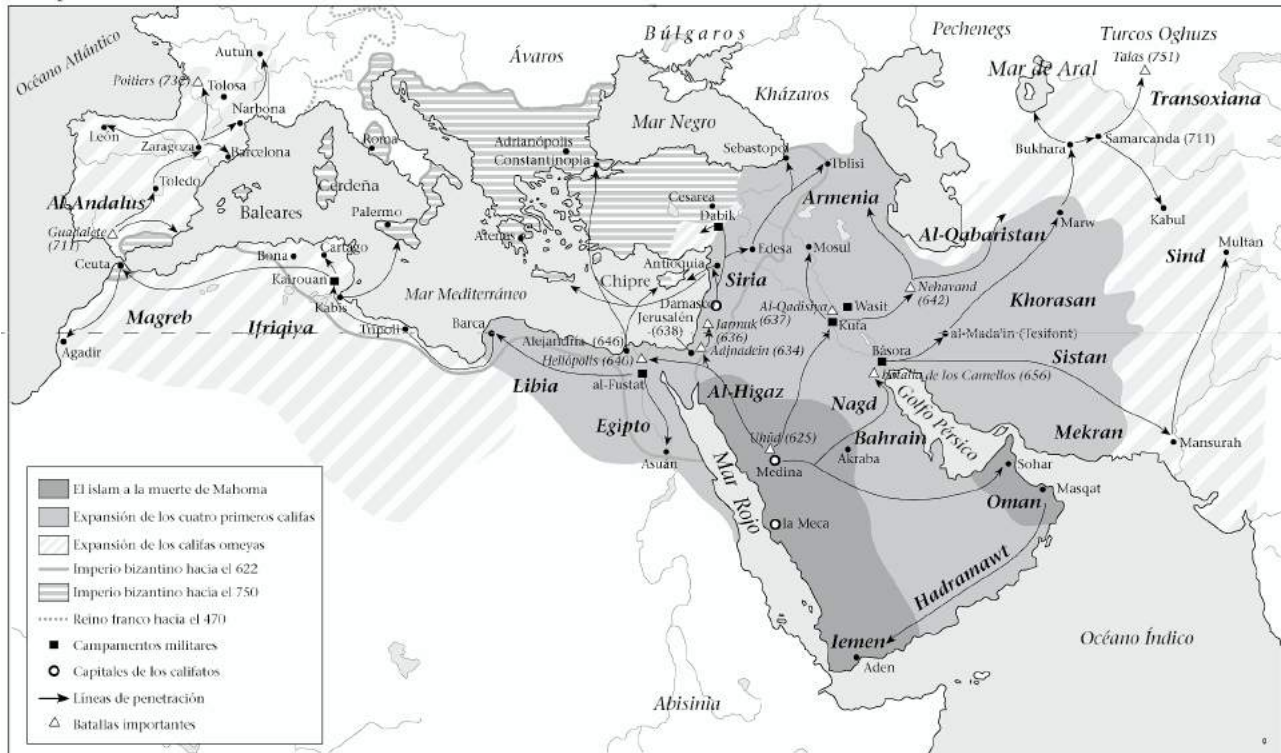 Océano Atlántico
Autun
Poitiers (732)
Tolosa
Narbona
León
Zaragoza
Barcelona
Toledo
Al-Andalus
Guadalete
(711)
Ceuta
Baleares
Cerdeña
Roma
Palermo
Cartago
Bona
Kairouan
Kabis
Magreb
Ifriqiya
Trípoli
Agadir
Mar Mediterráneo
Ávaros
Búlgaros
Kházaros
Pechenegs
Turcos Oghuzs
Talas (751)
Mar de Aral
Transoxiana
Mar Negro
Adrianópolis
Constantinopla
Sebastopol
Tblisi
Cesarea
Dabik
Armenia
Atenas
Edesa
Mosul
Antioquía
Chipre
Siria
Damasco
Jerusalén
(638)
Jarmuk
(636)
Adjnadein (634)
Al-Qadisiya
(637)
Wasit
Kufa
Nehavand
(642)
Al-Qabaristan
Bukhara
Samarcanda (711)
Marw
Kabul
Multan
Sind
Khorasan
al-Mada'in (Tesifont)
Sistan
Básora
Batalla de los Camellos (656)
Barca
Alejandría (646)
Heliópolis (640)
al-Fustat
Libia
Egipto
Asuán
Al-Higaz
Nagd
Golfo Pérsico
Mekran
Mansurah
Uhūd (625)
Medina
Bahrain
Akraba
Sohar
Masqat
Oman
Mar Rojo
la Meca
Hadramawt
Iemen
Aden
Océano Índico
Abisinia
El islam a la muerte de Mahoma
Expansión de los cuatro primeros califas
Expansión de los califas omeyas
Imperio bizantino hacia el 622
Imperio bizantino hacia el 750
Reino franco hacia el 470
Campamentos militares
Capitales de los califatos
Líneas de penetración
Batallas importantes